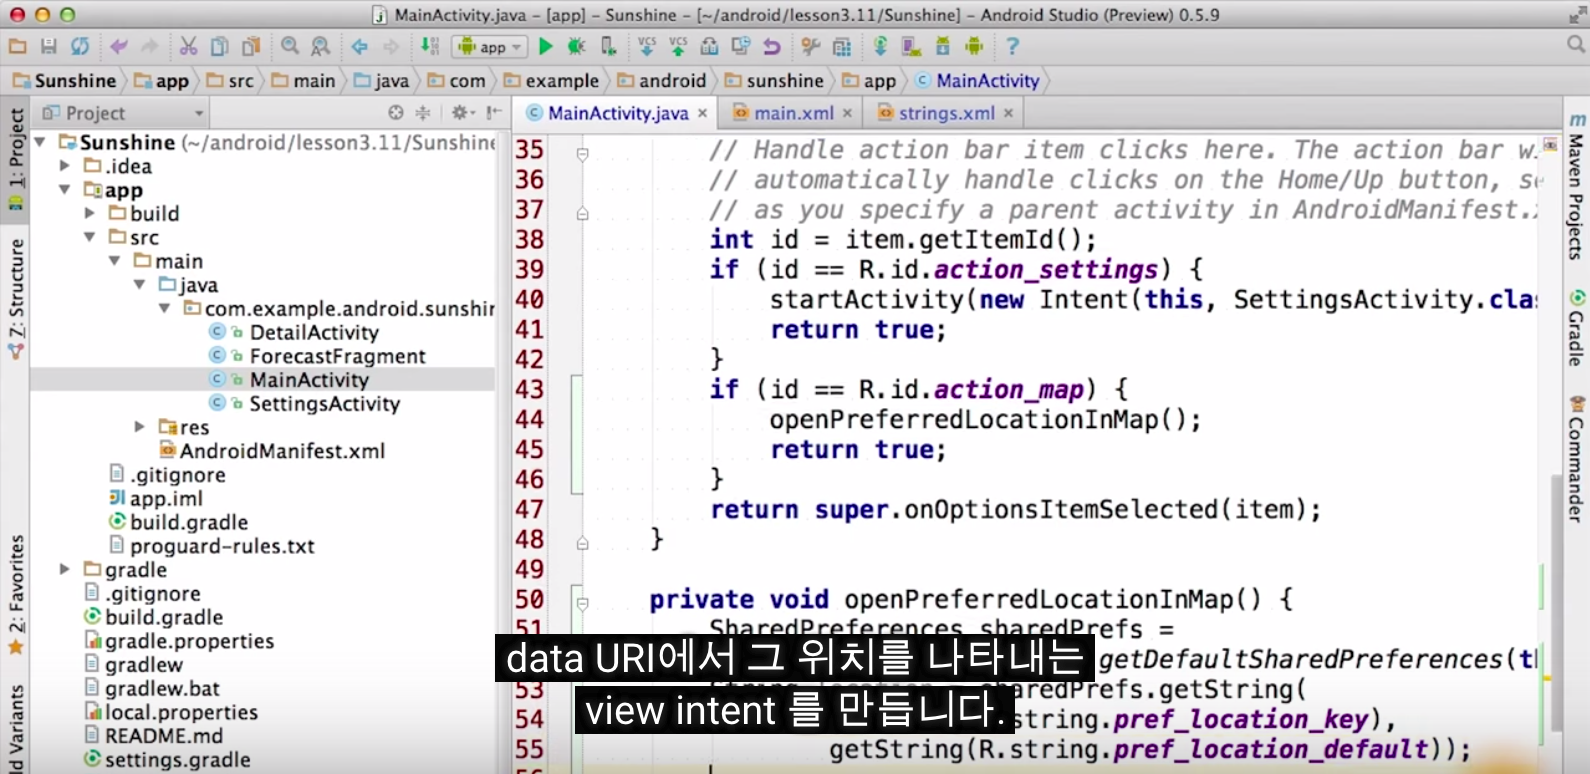 MainActivity.java – [app] – Sunshine – [~/android/lesson3.11/Sunshine] – Android Studio (Preview) 0.5.9
app
VCS VCS
Sunshine app src main java com example android sunshine app MainActivity
Project
MainActivity.java main.xml strings.xml
1: Project
Z: Structure
2: Favorites
ld Variants
Sunshine (~/android/lesson3.11/Sunshine
.idea
app
build
src
main
java
com.example.android.sunshin
DetailActivity
ForecastFragment
MainActivity
SettingsActivity
res
AndroidManifest.xml
.gitignore
app.iml
build.gradle
proguard-rules.txt
gradle
.gitignore
build.gradle
gradle.properties
gradlew
gradlew.bat
local.properties
README.md
settings.gradle
35 // Handle action bar item clicks here. The action bar w
36 // automatically handle clicks on the Home/Up button, s
37 // as you specify a parent activity in AndroidManifest.x
38 int id = item.getItemId();
39 if (id == R.id.action_settings) {
40 startActivity(new Intent(this, SettingsActivity.clas
41 return true;
42 }
43 if (id == R.id.action_map) {
44 openPreferredLocationInMap();
45 return true;
46 }
47 return super.onOptionsItemSelected(item);
48 }
49
50 private void openPreferredLocationInMap() {
51 SharedPreferences sharedPrefs =
.getDefaultSharedPreferences(th
53 sharedPrefs.getString(
54 string.pref_location_key),
55 getString(R.string.pref_location_default));
data URI에서 그 위치를 나타내는
view intent 를 만듭니다.
m Maven Projects
Gradle
Commander